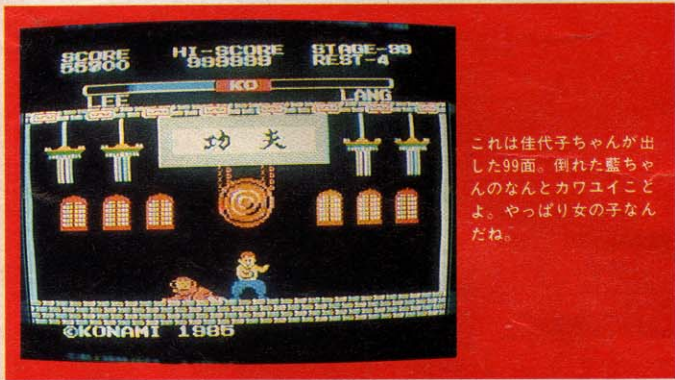 SCORE HI-SCORE STAGE-99
55900 999999 REST-4
KO
LEE LANG
功夫
©KONAMI 1985
これは佳代子ちゃんが出
した99面。倒れた藍ちゃ
んのなんとカワユイこと
よ。やっぱり女の子なん
だね。